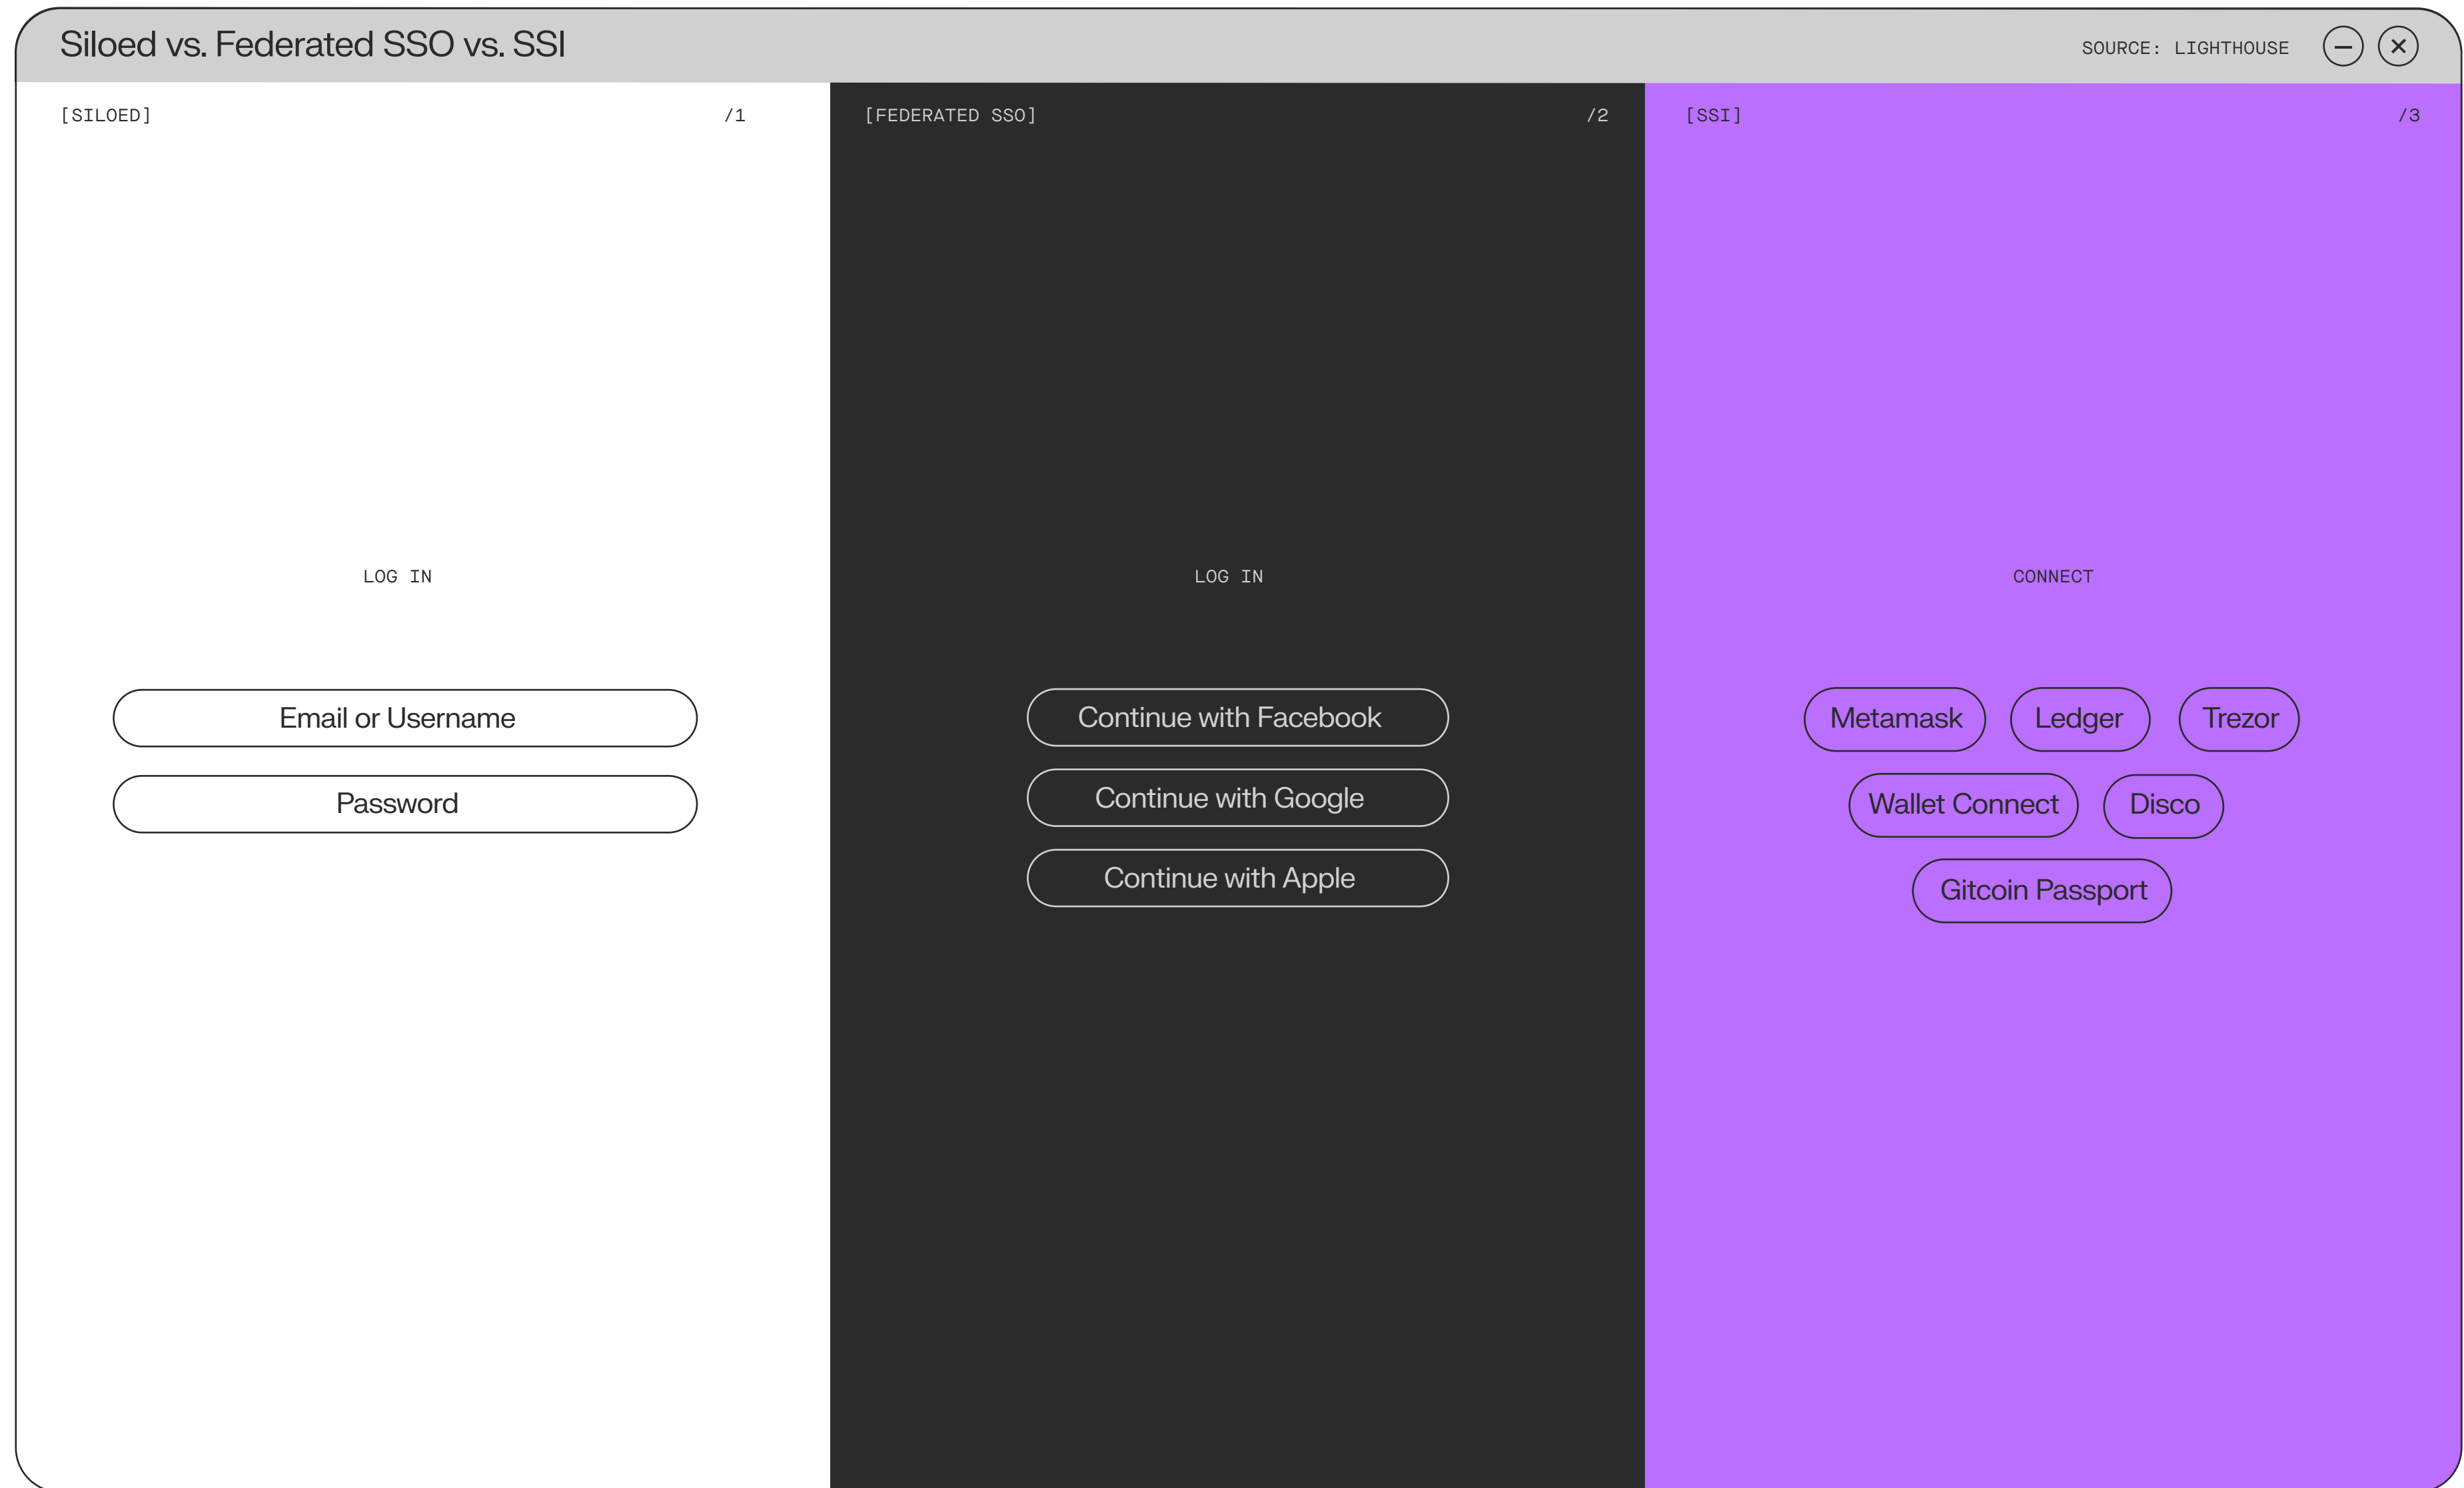 Siloed vs. Federated SSO vs. SSI
SOURCE: LIGHTHOUSE
[SILOED]
/1
LOG IN
Email or Username
Password
[FEDERATED SSO]
/2
LOG IN
Continue with Facebook
Continue with Google
Continue with Apple
[SSI]
/3
CONNECT
Metamask
Ledger
Trezor
Wallet Connect
Disco
Gitcoin Passport